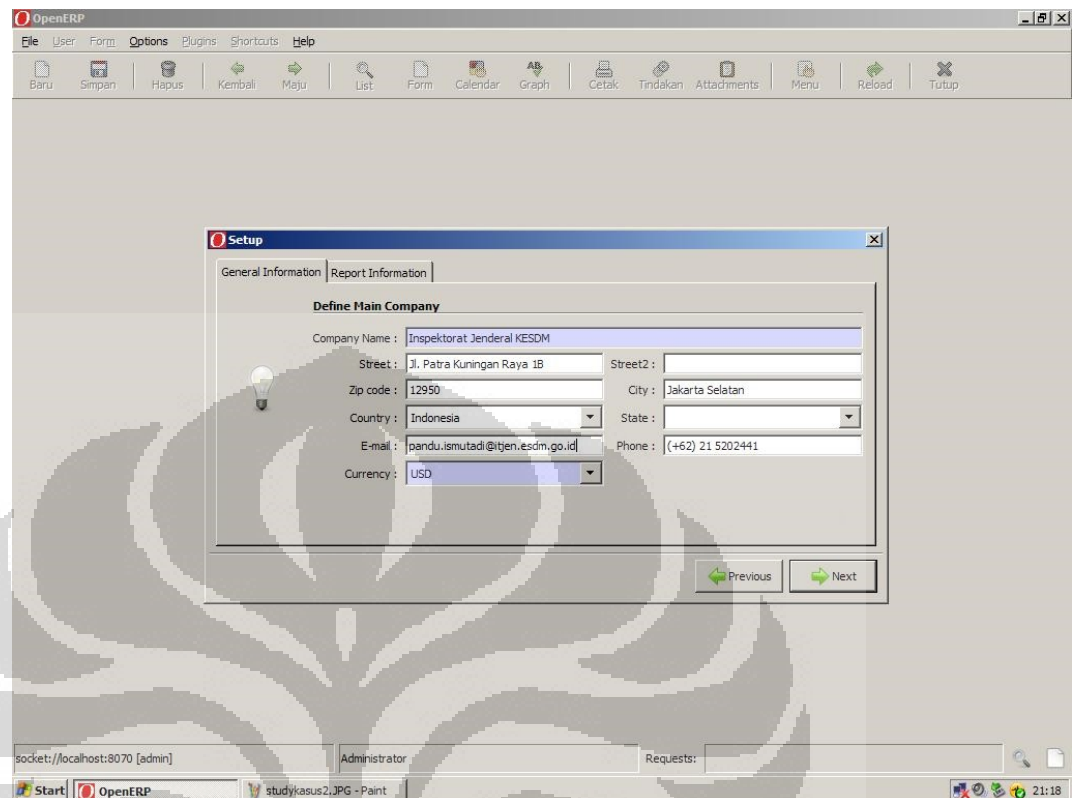 OpenERP
File User Form Options Plugins Shortcuts Help
Baru Simpan Hapus Kembali Maju List Form Calendar Graph Cetak Tindakan Attachments Menu Reload Tutup
Setup
General Information Report Information
Define Main Company
Company Name : Inspektorat Jenderal KESDM
Street : Jl. Patra Kuningan Raya 1B Street2 :
Zip code : 12950 City : Jakarta Selatan
Country : Indonesia State :
E-mail : pandu.ismutadi@itjen.esdm.go.id Phone : (+62) 21 5202441
Currency : USD
Previous Next
socket://localhost:8070 [admin] Administrator Requests:
Start OpenERP studykasus2.JPG - Paint 21:18